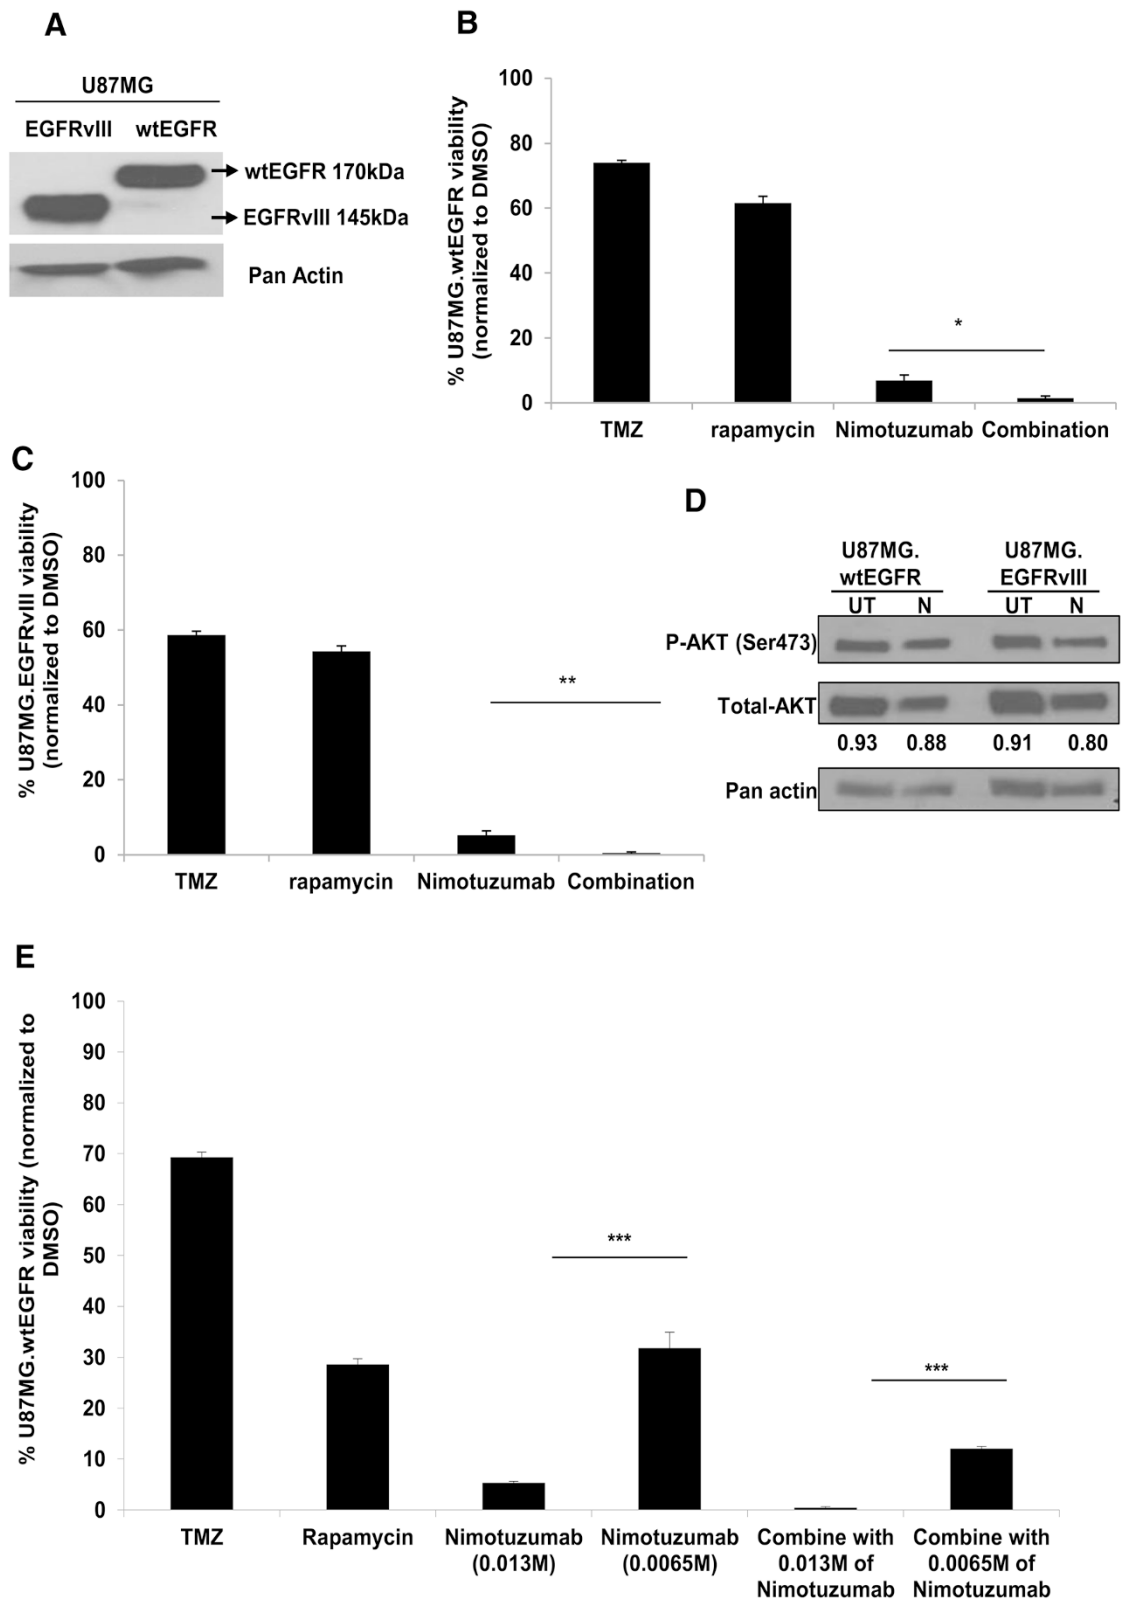 A
U87MG
EGFRvIII wtEGFR
wtEGFR 170kDa
EGFRvIII 145kDa
Pan Actin
B
% U87MG.wtEGFR viability
(normalized to DMSO)
100
80
60
40
20
0
*
TMZ rapamycin Nimotuzumab Combination
C
% U87MG.EGFRvIII viability
(normalized to DMSO)
100
80
60
40
20
0
**
TMZ rapamycin Nimotuzumab Combination
D
U87MG.
wtEGFR
U87MG.
EGFRvIII
UT N UT N
P-AKT (Ser473)
Total-AKT
0.93 0.88 0.91 0.80
Pan actin
E
% U87MG.wtEGFR viability (normalized to
DMSO)
100
90
80
70
60
50
40
30
20
10
0
***
***
TMZ
Rapamycin
Nimotuzumab
(0.013M)
Nimotuzumab
(0.0065M)
Combine with
0.013M of
Nimotuzumab
Combine with
0.0065M of
Nimotuzumab